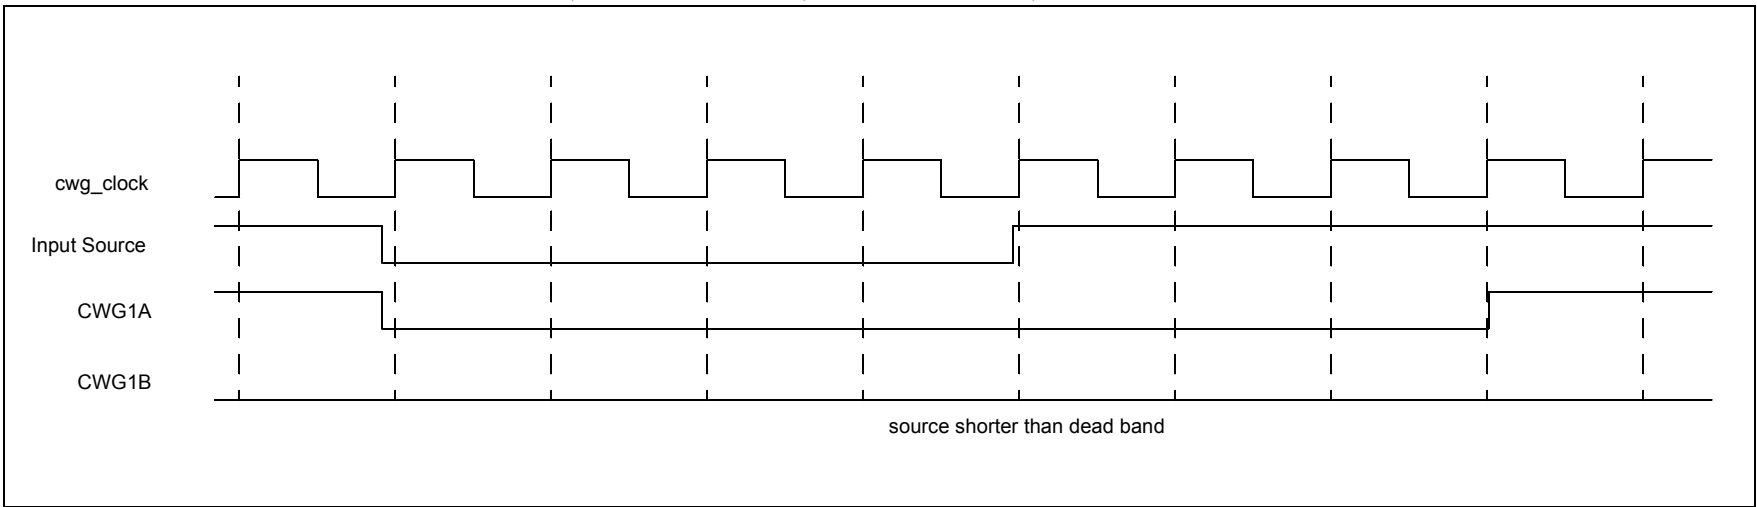 cwg_clock
Input Source
CWG1A
CWG1B
source shorter than dead band